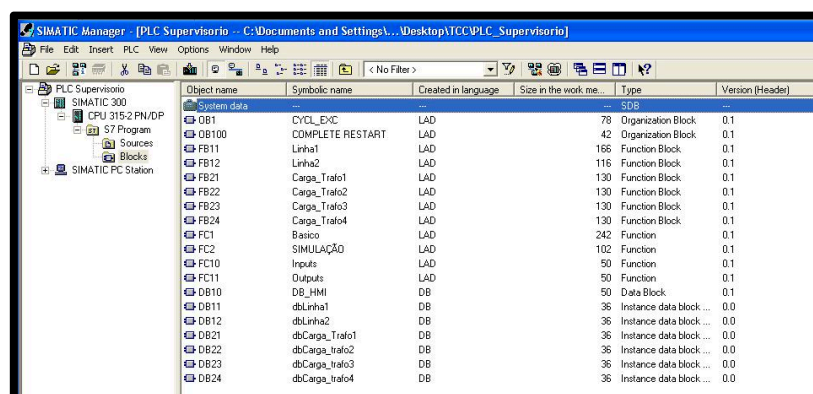 SIMATIC Manager - [PLC Supervisorio -- C:\Documents and Settings\...\Desktop\TCC\PLC_Supervisorio]
File Edit Insert PLC View Options Window Help
< No Filter >
PLC Supervisorio
SIMATIC 300
CPU 315-2 PN/DP
S7 Program
Sources
Blocks
SIMATIC PC Station
Object name Symbolic name Created in language Size in the work me... Type Version (Header)
System data --- --- --- SDB ---
OB1 CYCL_EXC LAD 78 Organization Block 0.1
OB100 COMPLETE RESTART LAD 42 Organization Block 0.1
FB11 Linha1 LAD 166 Function Block 0.1
FB12 Linha2 LAD 116 Function Block 0.1
FB21 Carga_Trafo1 LAD 130 Function Block 0.1
FB22 Carga_Trafo2 LAD 130 Function Block 0.1
FB23 Carga_Trafo3 LAD 130 Function Block 0.1
FB24 Carga_Trafo4 LAD 130 Function Block 0.1
FC1 Basico LAD 242 Function 0.1
FC2 SIMULAÇÃO LAD 102 Function 0.1
FC10 Inputs LAD 50 Function 0.1
FC11 Outputs LAD 50 Function 0.1
DB10 DB_HMI DB 50 Data Block 0.1
DB11 dbLinha1 DB 36 Instance data block ... 0.0
DB12 dbLinha2 DB 36 Instance data block ... 0.0
DB21 dbCarga_Trafo1 DB 36 Instance data block ... 0.0
DB22 dbCarga_trafo2 DB 36 Instance data block ... 0.0
DB23 dbCarga_trafo3 DB 36 Instance data block ... 0.0
DB24 dbCarga_trafo4 DB 36 Instance data block ... 0.0